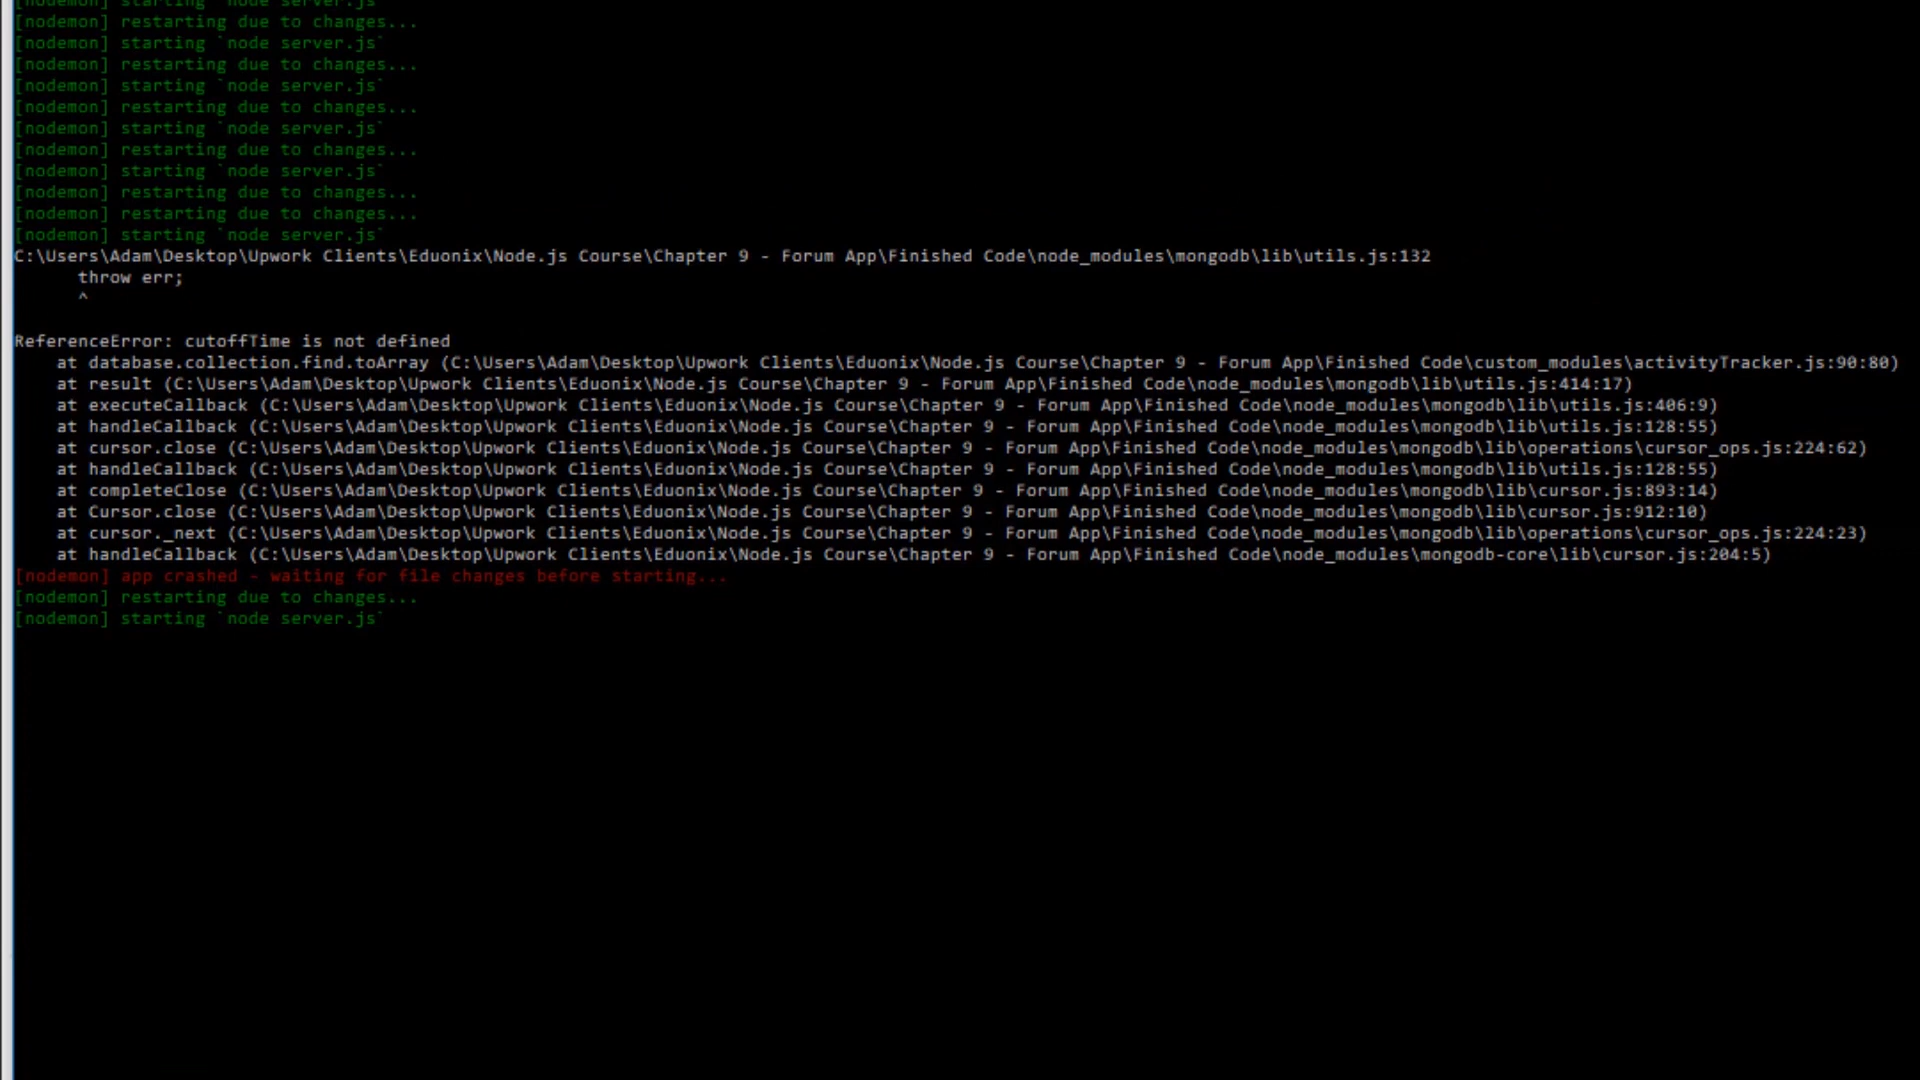 [nodemon] starting `node server.js`
[nodemon] restarting due to changes...
[nodemon] starting `node server.js`
[nodemon] restarting due to changes...
[nodemon] starting `node server.js`
[nodemon] restarting due to changes...
[nodemon] starting `node server.js`
[nodemon] restarting due to changes...
[nodemon] starting `node server.js`
[nodemon] restarting due to changes...
[nodemon] restarting due to changes...
[nodemon] starting `node server.js`
C:\Users\Adam\Desktop\Upwork Clients\Eduonix\Node.js Course\Chapter 9 - Forum App\Finished Code\node_modules\mongodb\lib\utils.js:132
      throw err;
      ^
ReferenceError: cutoffTime is not defined
    at database.collection.find.toArray (C:\Users\Adam\Desktop\Upwork Clients\Eduonix\Node.js Course\Chapter 9 - Forum App\Finished Code\custom_modules\activityTracker.js:90:80)
    at result (C:\Users\Adam\Desktop\Upwork Clients\Eduonix\Node.js Course\Chapter 9 - Forum App\Finished Code\node_modules\mongodb\lib\utils.js:414:17)
    at executeCallback (C:\Users\Adam\Desktop\Upwork Clients\Eduonix\Node.js Course\Chapter 9 - Forum App\Finished Code\node_modules\mongodb\lib\utils.js:406:9)
    at handleCallback (C:\Users\Adam\Desktop\Upwork Clients\Eduonix\Node.js Course\Chapter 9 - Forum App\Finished Code\node_modules\mongodb\lib\utils.js:128:55)
    at cursor.close (C:\Users\Adam\Desktop\Upwork Clients\Eduonix\Node.js Course\Chapter 9 - Forum App\Finished Code\node_modules\mongodb\lib\operations\cursor_ops.js:224:62)
    at handleCallback (C:\Users\Adam\Desktop\Upwork Clients\Eduonix\Node.js Course\Chapter 9 - Forum App\Finished Code\node_modules\mongodb\lib\utils.js:128:55)
    at completeClose (C:\Users\Adam\Desktop\Upwork Clients\Eduonix\Node.js Course\Chapter 9 - Forum App\Finished Code\node_modules\mongodb\lib\cursor.js:893:14)
    at Cursor.close (C:\Users\Adam\Desktop\Upwork Clients\Eduonix\Node.js Course\Chapter 9 - Forum App\Finished Code\node_modules\mongodb\lib\cursor.js:912:10)
    at cursor._next (C:\Users\Adam\Desktop\Upwork Clients\Eduonix\Node.js Course\Chapter 9 - Forum App\Finished Code\node_modules\mongodb\lib\operations\cursor_ops.js:224:23)
    at handleCallback (C:\Users\Adam\Desktop\Upwork Clients\Eduonix\Node.js Course\Chapter 9 - Forum App\Finished Code\node_modules\mongodb-core\lib\cursor.js:204:5)
[nodemon] app crashed - waiting for file changes before starting...
[nodemon] restarting due to changes...
[nodemon] starting `node server.js`